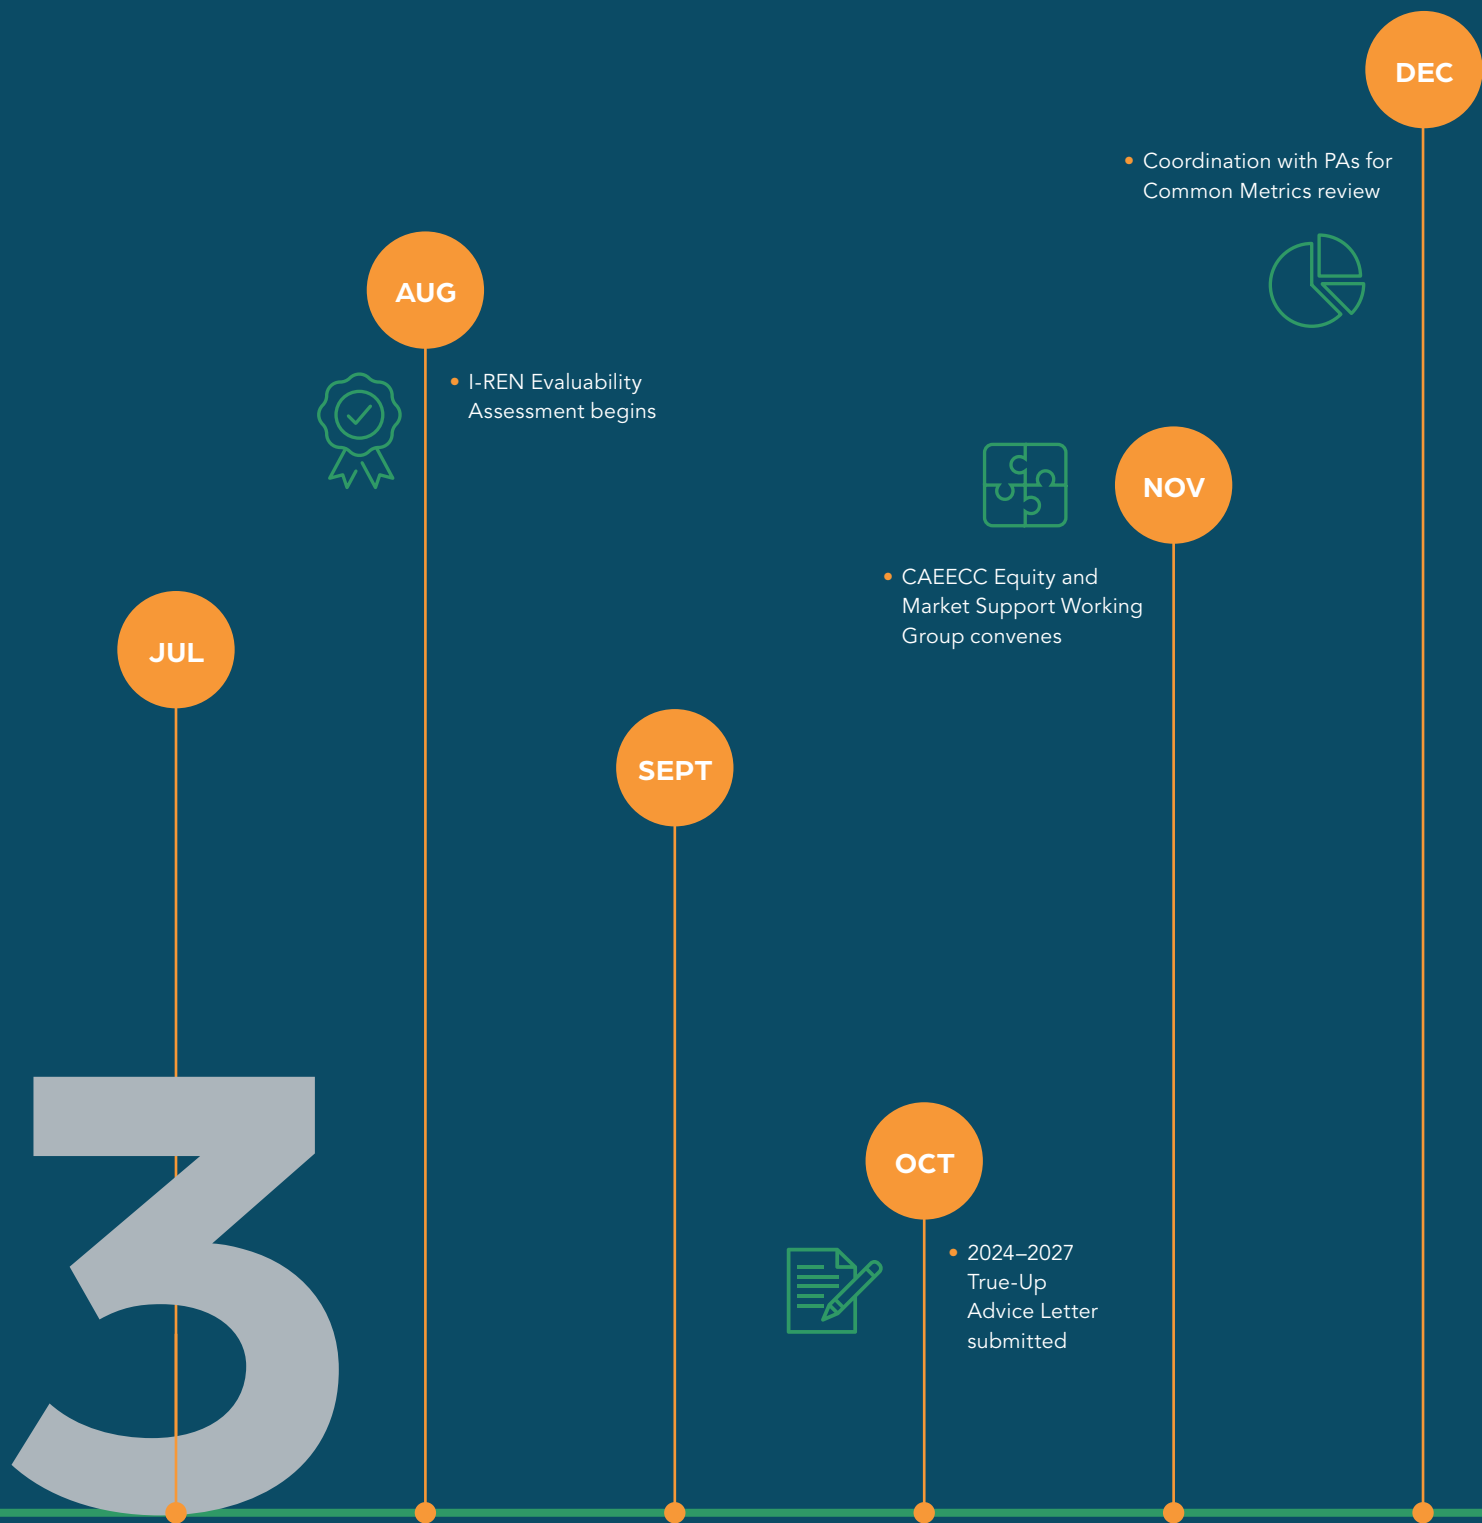 JUL
AUG
I-REN Evaluability
Assessment begins
SEPT
OCT
2024–2027
True-Up
Advice Letter
submitted
NOV
CAEECC Equity and
Market Support Working
Group convenes
DEC
Coordination with PAs for
Common Metrics review
3